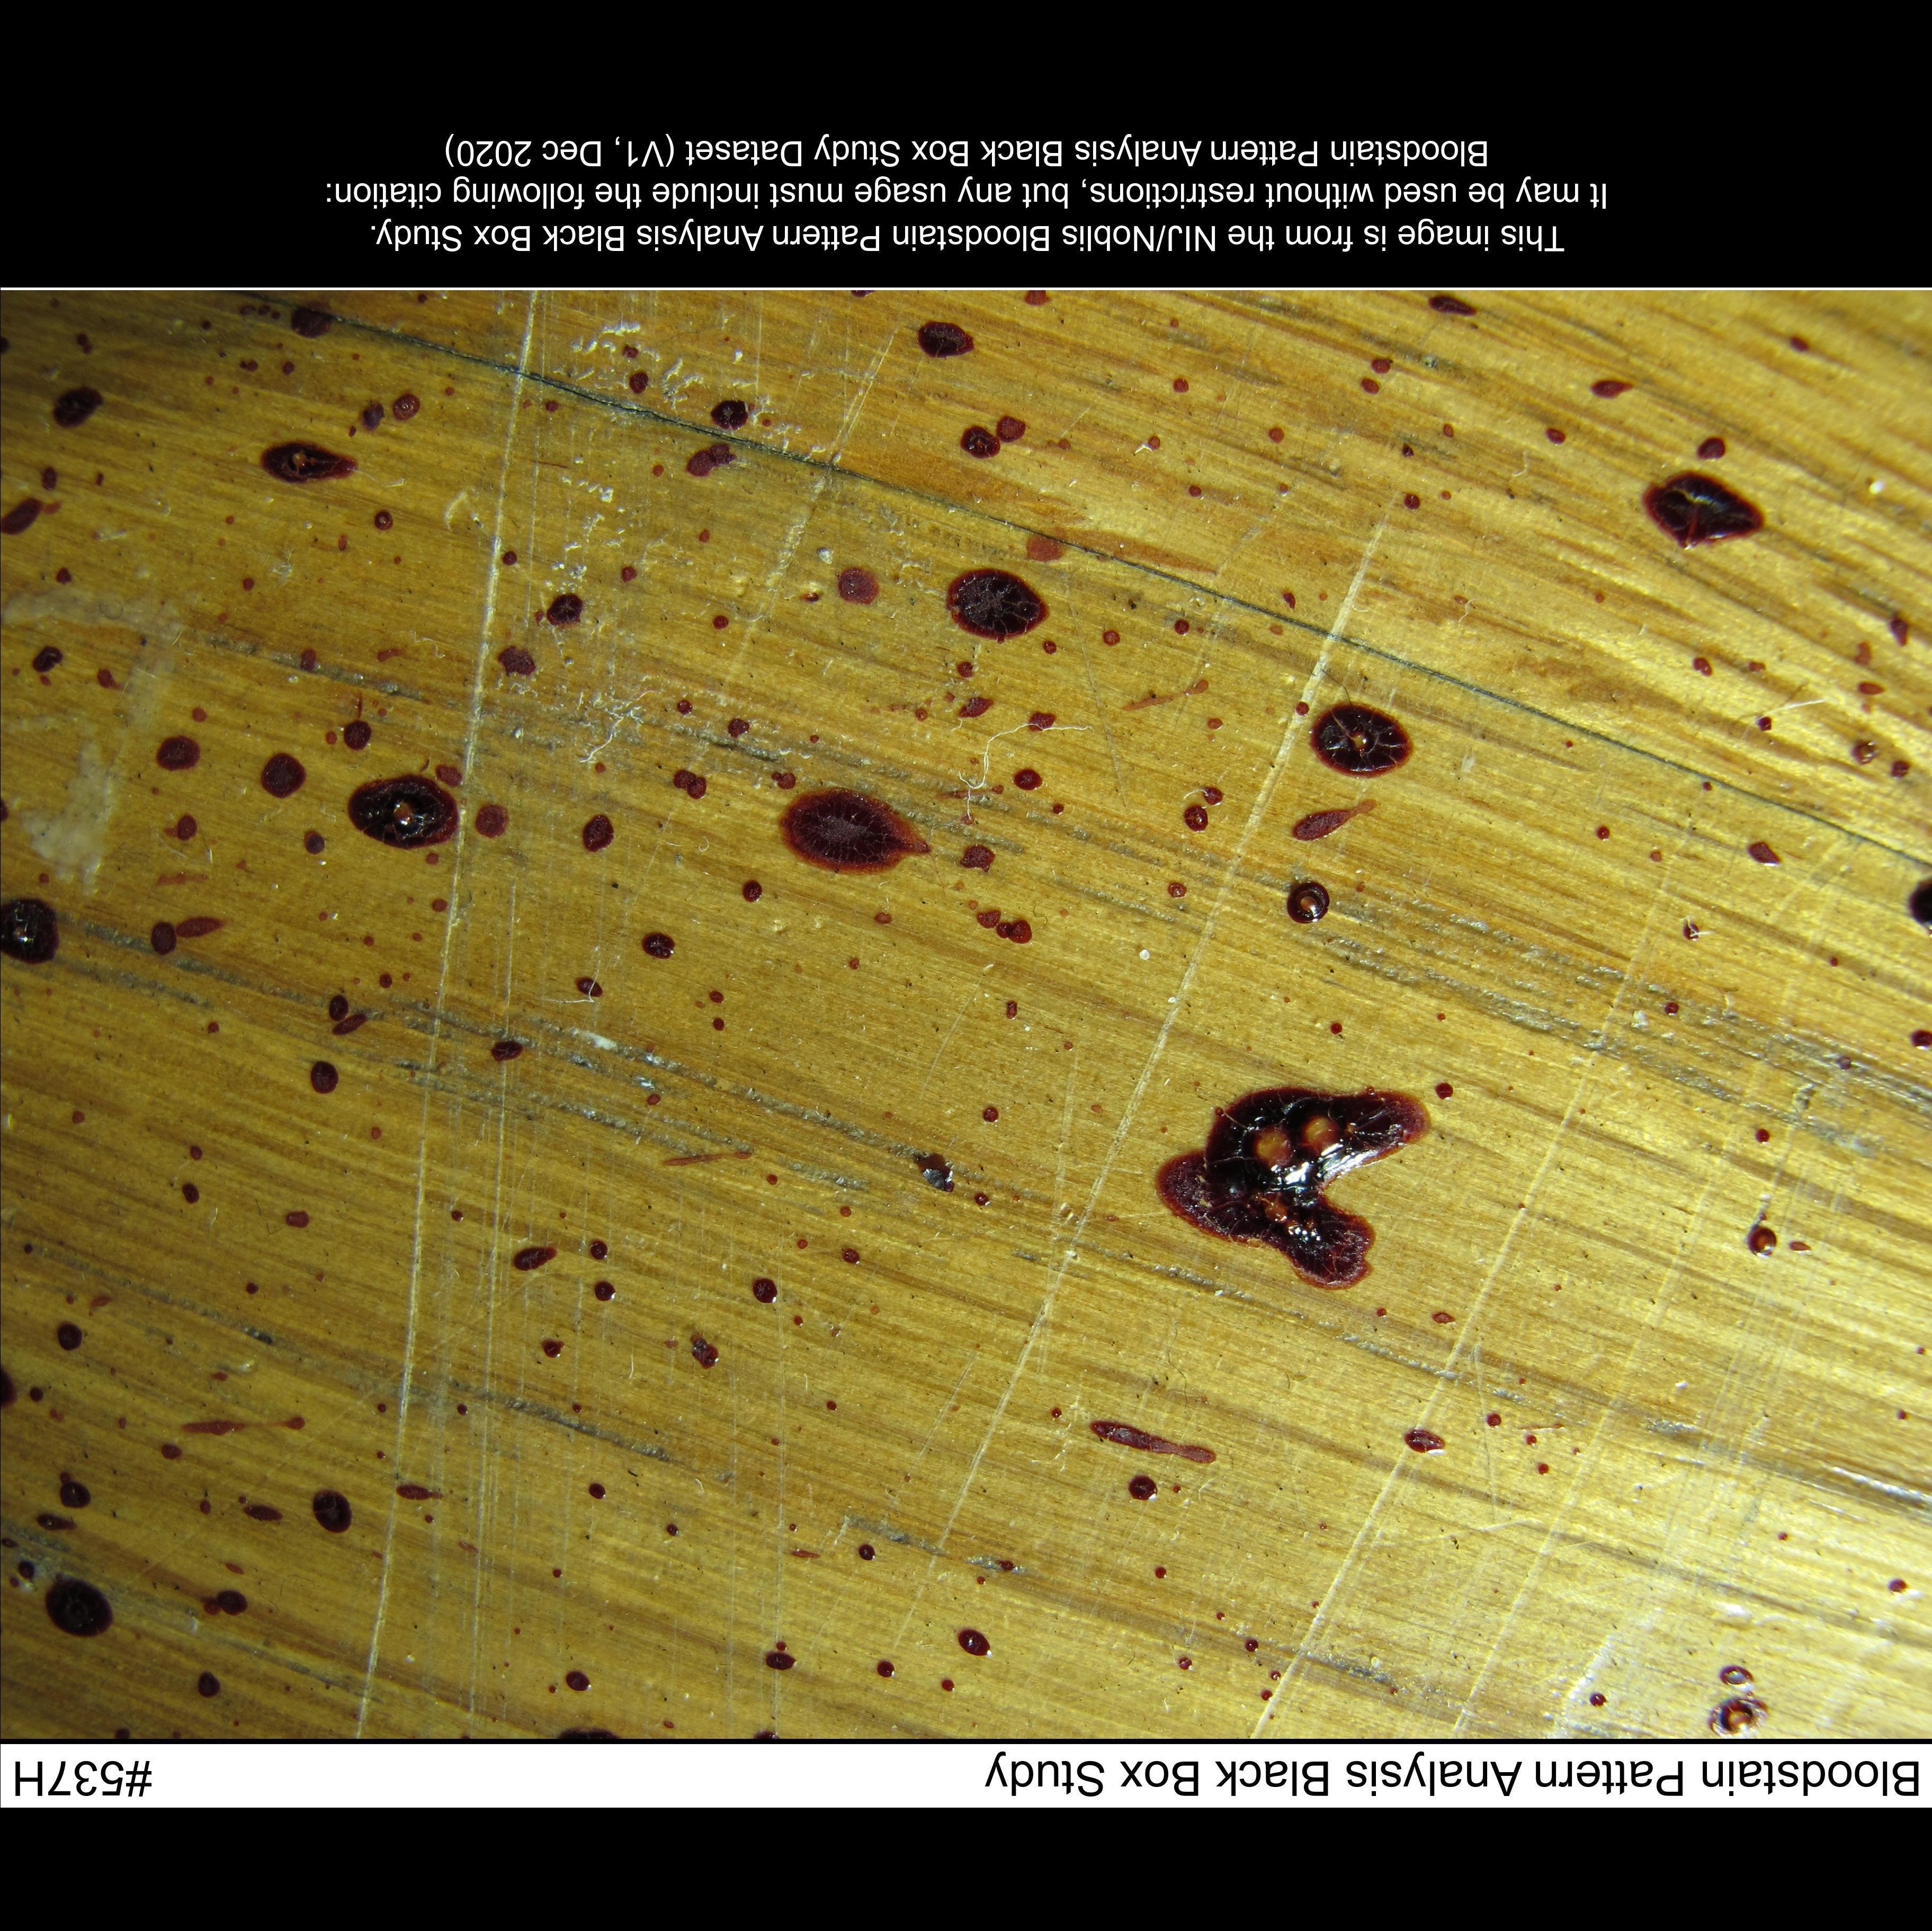 Bloodstain Pattern Analysis Black Box Study #537H
This image is from the NIJ/Noblis Bloodstain Pattern Analysis Black Box Study.
It may be used without restrictions, but any usage must include the following citation:
Bloodstain Pattern Analysis Black Box Study Dataset (V1, Dec 2020)